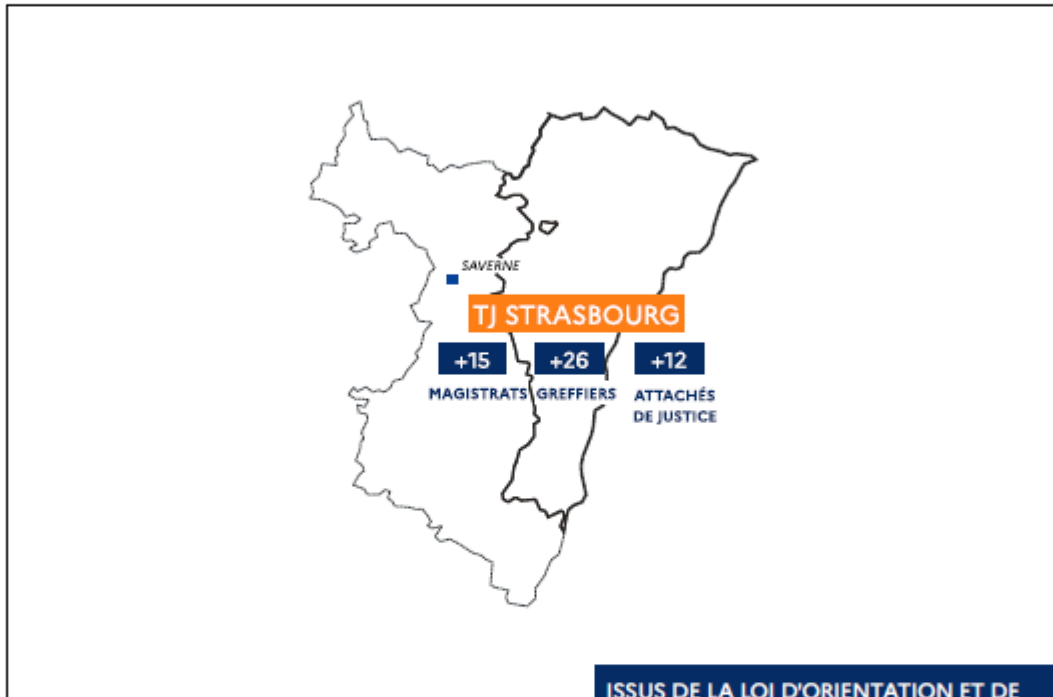 SAVERNE
TJ STRASBOURG
+15 +26 +12
MAGISTRATS GREFFIERS ATTACHÉS
DE JUSTICE
ISSUS DE LA LOI D'ORIENTATION ET DE